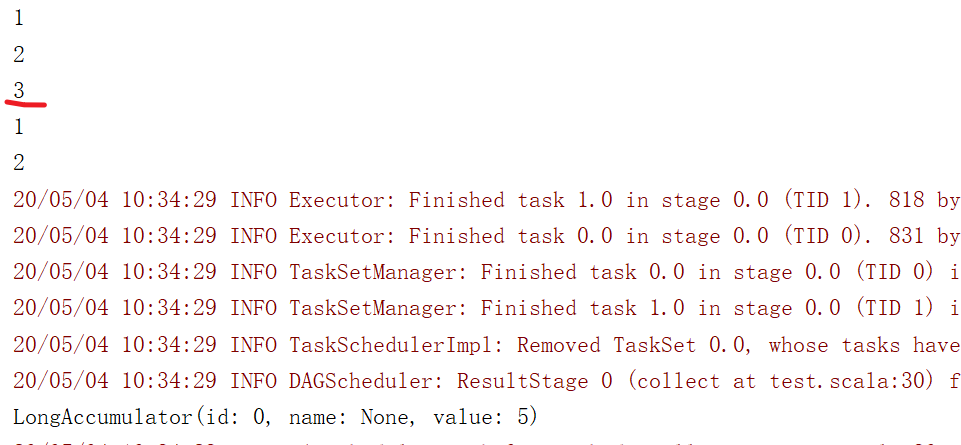 1
2
3
1
2
20/05/04 10:34:29 INFO Executor: Finished task 1.0 in stage 0.0 (TID 1). 818 by
20/05/04 10:34:29 INFO Executor: Finished task 0.0 in stage 0.0 (TID 0). 831 by
20/05/04 10:34:29 INFO TaskSetManager: Finished task 0.0 in stage 0.0 (TID 0) i
20/05/04 10:34:29 INFO TaskSetManager: Finished task 1.0 in stage 0.0 (TID 1) i
20/05/04 10:34:29 INFO TaskSchedulerImpl: Removed TaskSet 0.0, whose tasks have
20/05/04 10:34:29 INFO DAGScheduler: ResultStage 0 (collect at test.scala:30) f
LongAccumulator(id: 0, name: None, value: 5)